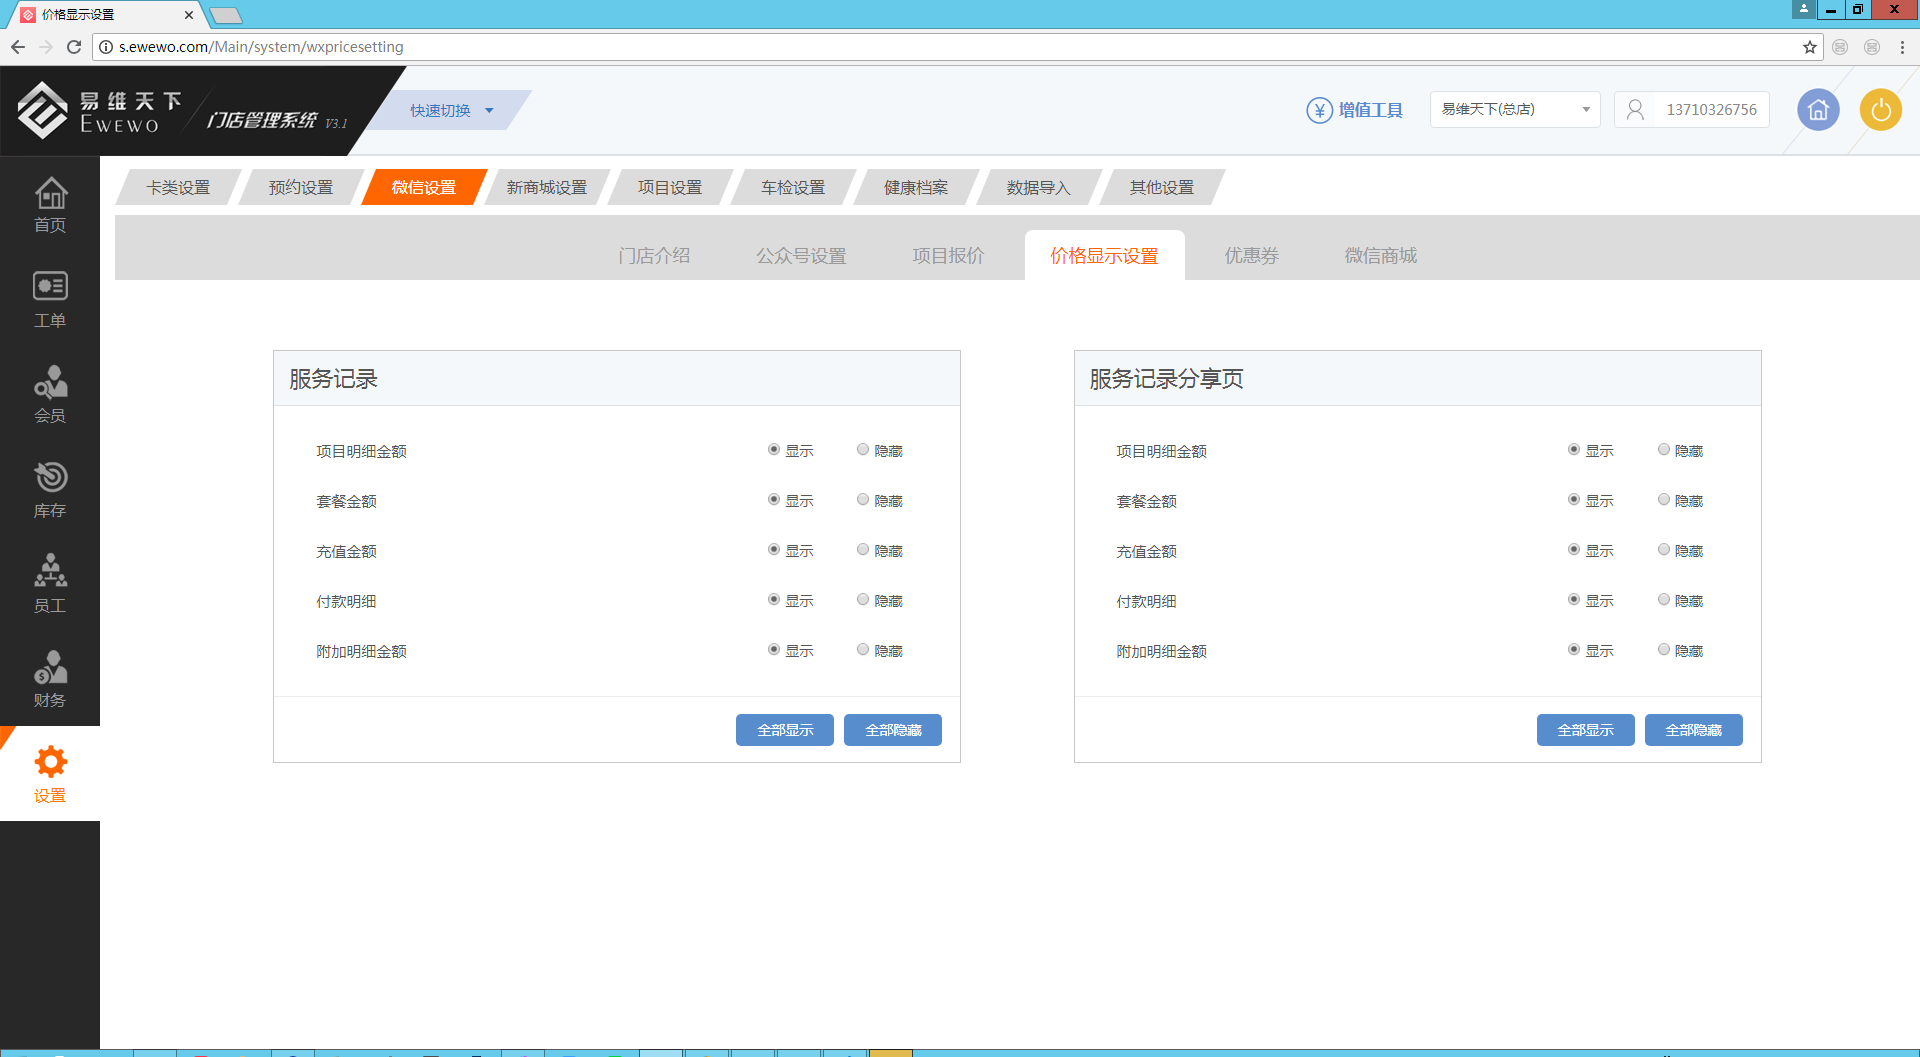 价格显示设置
s.ewewo.com/Main/system/wxpricesetting
易维天下
EWEWO
门店管理系统 V3.1
快速切换
增值工具
易维天下(总店)
13710326756
首页
工单
会员
库存
员工
财务
设置
卡类设置 预约设置 微信设置 新商城设置 项目设置 车检设置 健康档案 数据导入 其他设置
门店介绍 公众号设置 项目报价 价格显示设置 优惠券 微信商城
服务记录
项目明细金额 显示 隐藏
套餐金额 显示 隐藏
充值金额 显示 隐藏
付款明细 显示 隐藏
附加明细金额 显示 隐藏
全部显示 全部隐藏
服务记录分享页
项目明细金额 显示 隐藏
套餐金额 显示 隐藏
充值金额 显示 隐藏
付款明细 显示 隐藏
附加明细金额 显示 隐藏
全部显示 全部隐藏